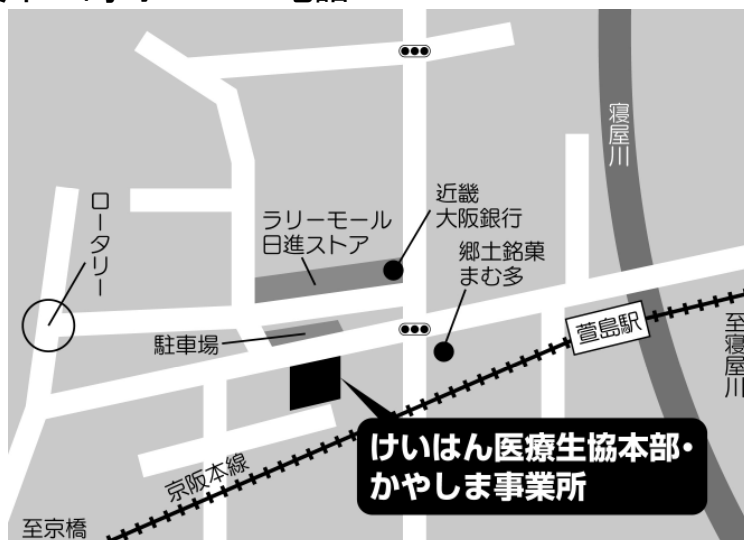 寝屋川
近畿
大阪銀行
ロータリー
ラリーモール
日進ストア
郷土銘菓
まむ多
駐車場
萱島駅
至寝屋川
けいはん医療生協本部・
かやしま事業所
京阪本線
至京橋